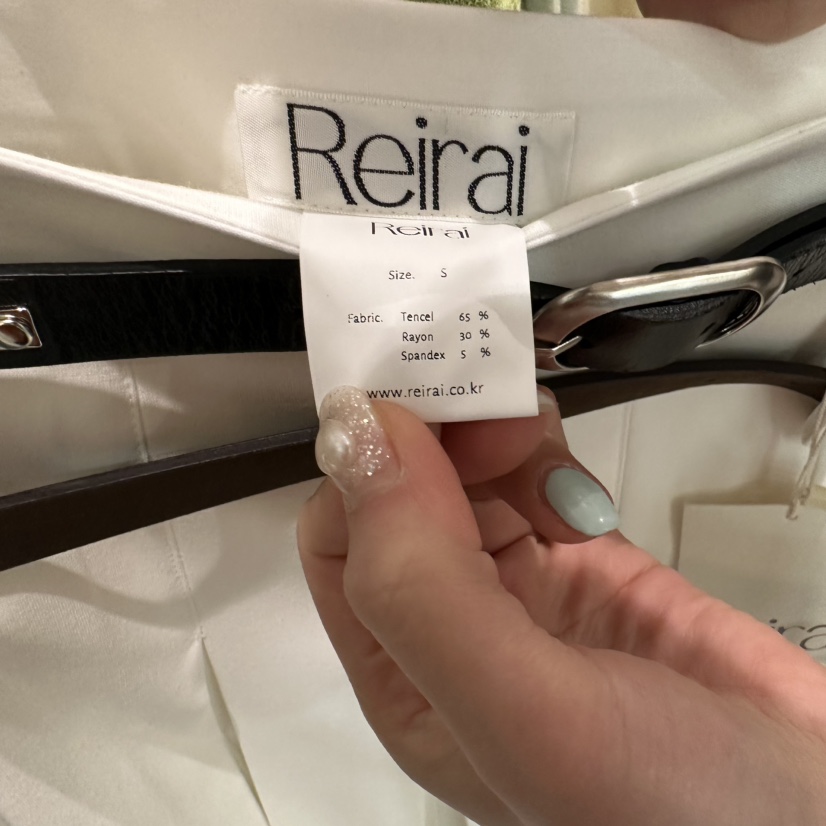 Reirai
Reirai
Size. S
Fabric. Tencel 65 %
Rayon 30 %
Spandex 5 %
www.reirai.co.kr